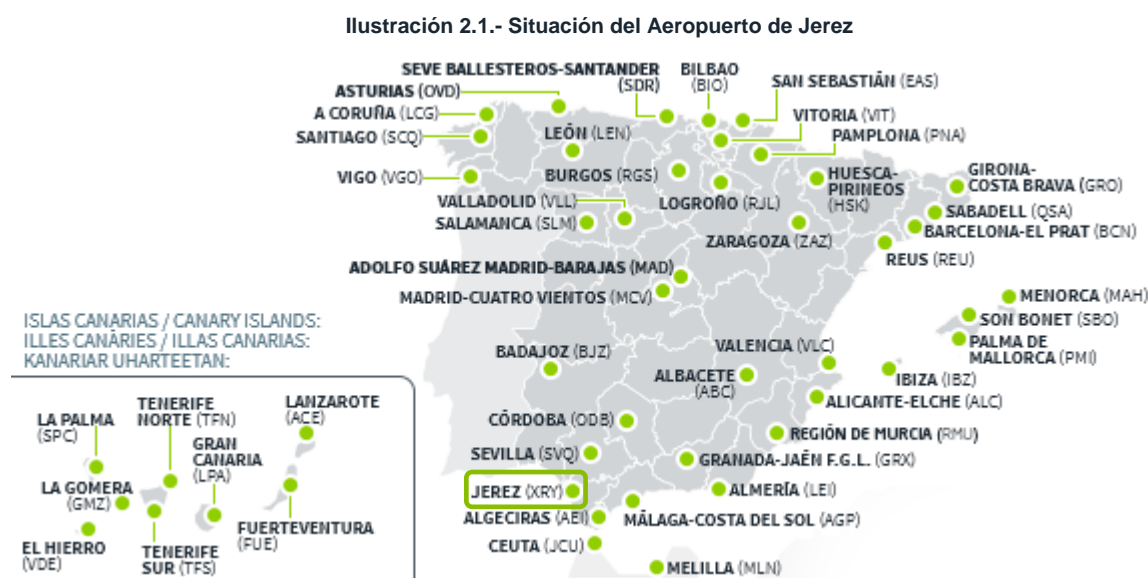 Ilustración 2.1.- Situación del Aeropuerto de Jerez
SEVE BALLESTEROS-SANTANDER
(SDR)
BILBAO
(BIO)
SAN SEBASTIÁN (EAS)
ASTURIAS (OVD)
A CORUÑA (LCG)
VITORIA (VIT)
SANTIAGO (SCQ)
LEÓN (LEN)
PAMPLONA (PNA)
VIGO (VGO)
BURGOS (RGS)
HUESCA-
PIRINEOS
(HSK)
GIRONA-
COSTA BRAVA (GRO)
VALLADOLID (VLL)
LOGROÑO (RJL)
SABADELL (QSA)
SALAMANCA (SLM)
BARCELONA-EL PRAT (BCN)
ZARAGOZA (ZAZ)
REUS (REU)
ADOLFO SUÁREZ MADRID-BARAJAS (MAD)
MADRID-CUATRO VIENTOS (MCV)
MENORCA (MAH)
SON BONET (SBO)
PALMA DE
MALLORCA (PMI)
ISLAS CANARIAS / CANARY ISLANDS:
ILLES CANÀRIES / ILLAS CANARIAS:
KANARIAR UHARTEETAN:
BADAJOZ (BJZ)
VALENCIA (VLC)
ALBACETE
(ABC)
IBIZA (IBZ)
ALICANTE-ELCHE (ALC)
CÓRDOBA (ODB)
REGIÓN DE MURCIA (RMU)
SEVILLA (SVQ)
GRANADA-JAÉN F.G.L. (GRX)
JEREZ (XRY)
ALMERÍA (LEI)
ALGECIRAS (AEI)
MÁLAGA-COSTA DEL SOL (AGP)
CEUTA (JCU)
MELILLA (MLN)
LA PALMA
(SPC)
TENERIFE
NORTE (TFN)
LANZAROTE
(ACE)
GRAN
CANARIA
(LPA)
LA GOMERA
(GMZ)
FUERTEVENTURA
(FUE)
EL HIERRO
(VDE)
TENERIFE
SUR (TFS)